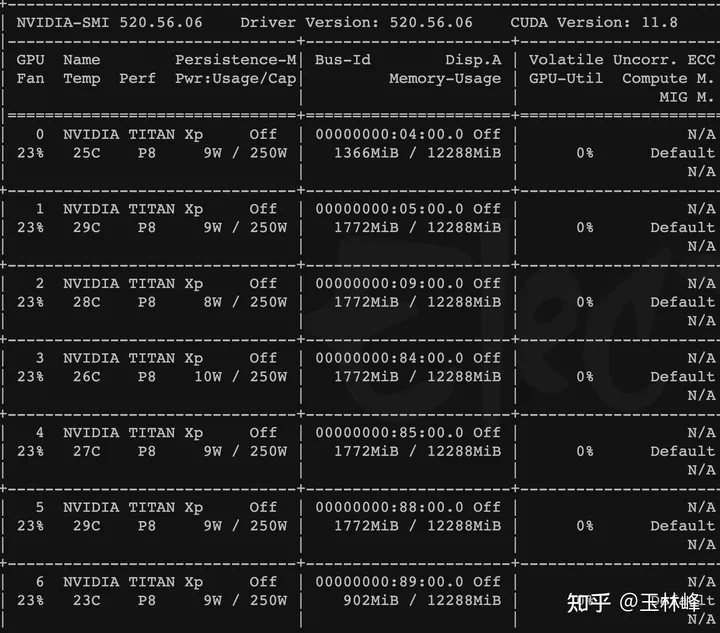 NVIDIA-SMI 520.56.06    Driver Version: 520.56.06    CUDA Version: 11.8
GPU  Name        Persistence-M| Bus-Id        Disp.A | Volatile Uncorr. ECC
Fan  Temp  Perf  Pwr:Usage/Cap|         Memory-Usage | GPU-Util  Compute M.
MIG M.
0  NVIDIA TITAN Xp     Off | 00000000:04:00.0 Off | N/A
23%   25C    P8     9W / 250W | 1366MiB / 12288MiB | 0%      Default
N/A
1  NVIDIA TITAN Xp     Off | 00000000:05:00.0 Off | N/A
23%   29C    P8     9W / 250W | 1772MiB / 12288MiB | 0%      Default
N/A
2  NVIDIA TITAN Xp     Off | 00000000:09:00.0 Off | N/A
23%   28C    P8     8W / 250W | 1772MiB / 12288MiB | 0%      Default
N/A
3  NVIDIA TITAN Xp     Off | 00000000:84:00.0 Off | N/A
23%   26C    P8    10W / 250W | 1772MiB / 12288MiB | 0%      Default
N/A
4  NVIDIA TITAN Xp     Off | 00000000:85:00.0 Off | N/A
23%   27C    P8     9W / 250W | 1772MiB / 12288MiB | 0%      Default
N/A
5  NVIDIA TITAN Xp     Off | 00000000:88:00.0 Off | N/A
23%   29C    P8     9W / 250W | 1772MiB / 12288MiB | 0%      Default
N/A
6  NVIDIA TITAN Xp     Off | 00000000:89:00.0 Off | N/A
23%   23C    P8     9W / 250W | 902MiB / 12288MiB |
知乎 @玉林峰
N/A